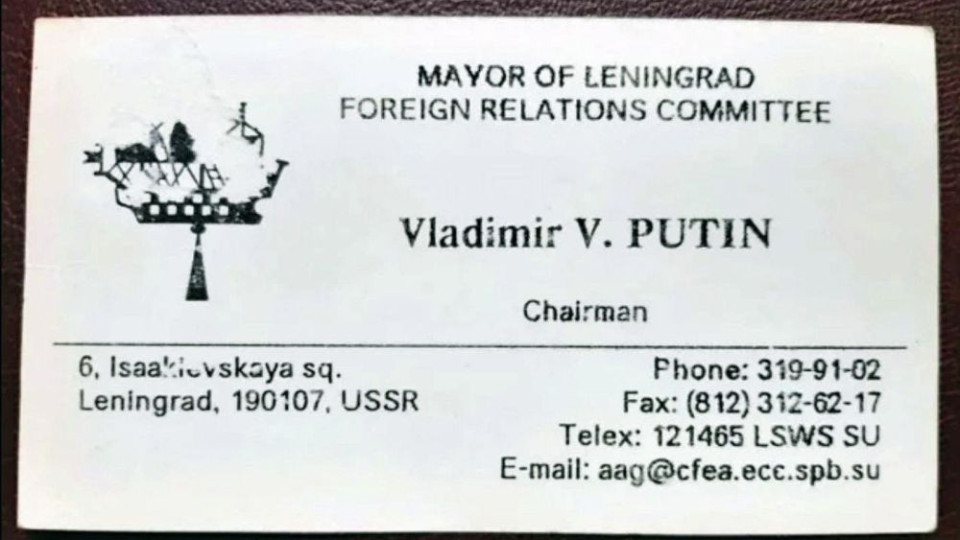 MAYOR OF LENINGRAD
FOREIGN RELATIONS COMMITTEE
Vladimir V. PUTIN
Chairman
6, Isaakievskaya sq.
Leningrad, 190107, USSR
Phone: 319-91-02
Fax: (812) 312-62-17
Telex: 121465 LSWS SU
E-mail: aag@cfea.ecc.spb.su